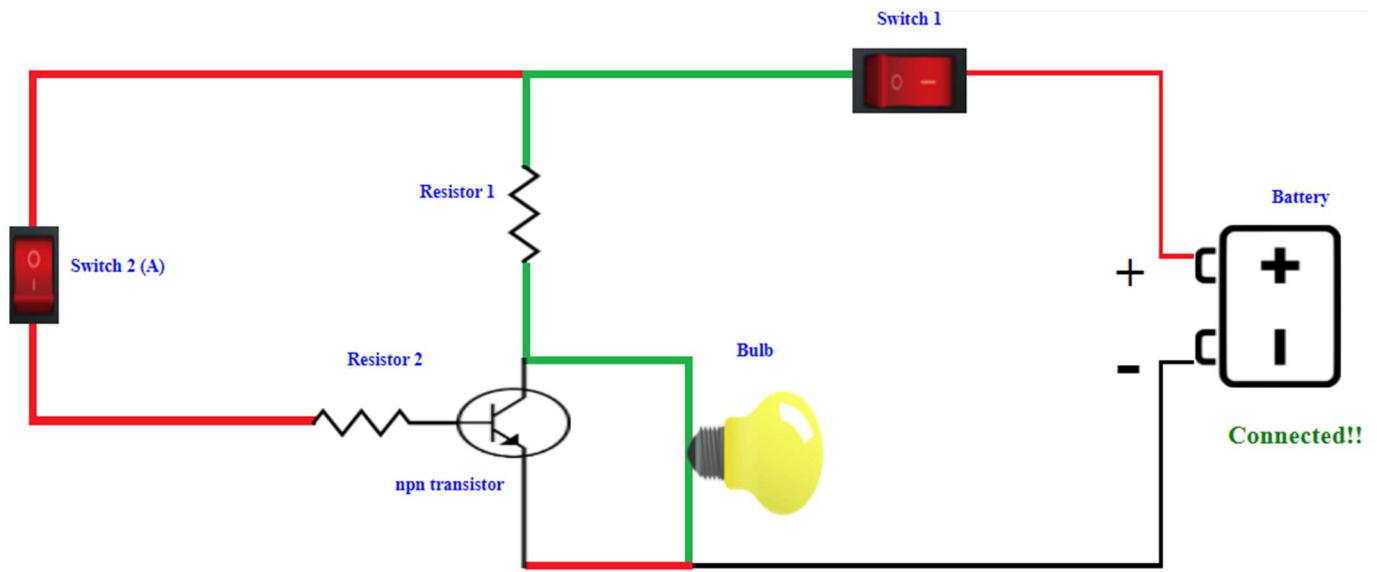 Switch 1
Resistor 1
Battery
Switch 2 (A)
+
+
Resistor 2
Bulb
-
-
Connected!!
npn transistor